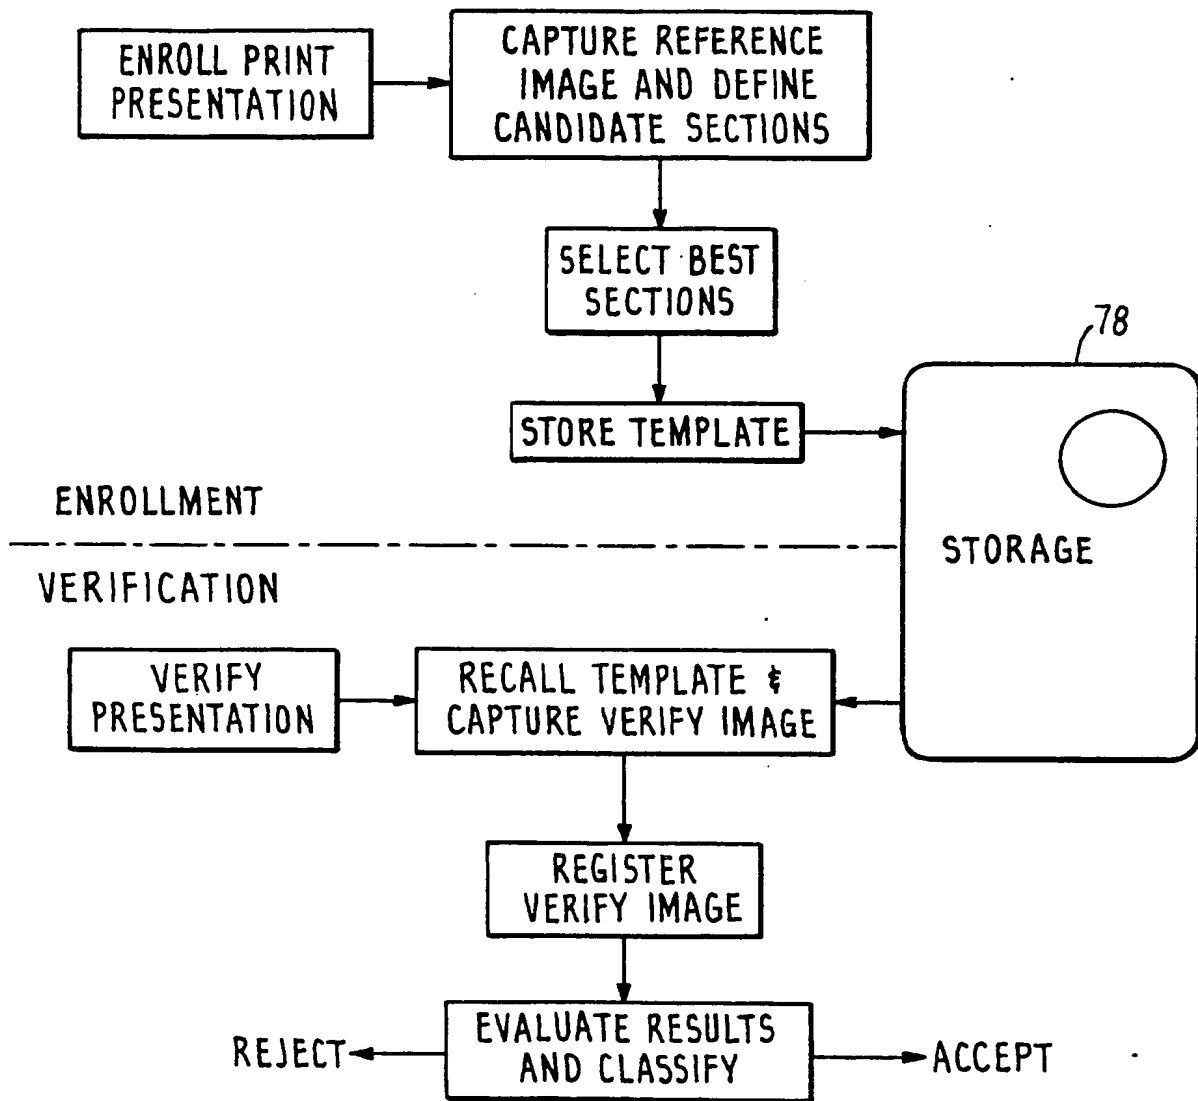 ENROLL PRINT
PRESENTATION
CAPTURE REFERENCE
IMAGE AND DEFINE
CANDIDATE SECTIONS
SELECT BEST
SECTIONS
STORE TEMPLATE
78
STORAGE
ENROLLMENT
VERIFICATION
VERIFY
PRESENTATION
RECALL TEMPLATE &
CAPTURE VERIFY IMAGE
REGISTER
VERIFY IMAGE
EVALUATE RESULTS
AND CLASSIFY
REJECT
ACCEPT